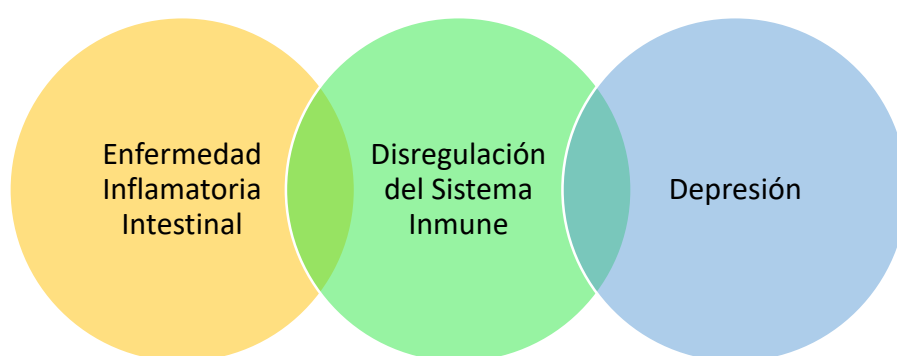 Enfermedad
Inflamatoria
Intestinal
Disregulación
del Sistema
Inmune
Depresión